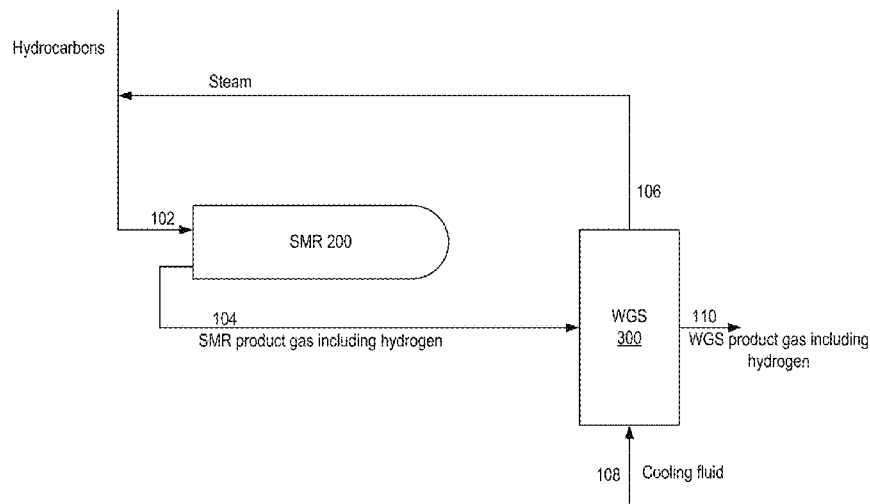 Hydrocarbons
Steam
106
102
SMR 200
104
SMR product gas including hydrogen
WGS
300
110
WGS product gas including
hydrogen
108
Cooling fluid